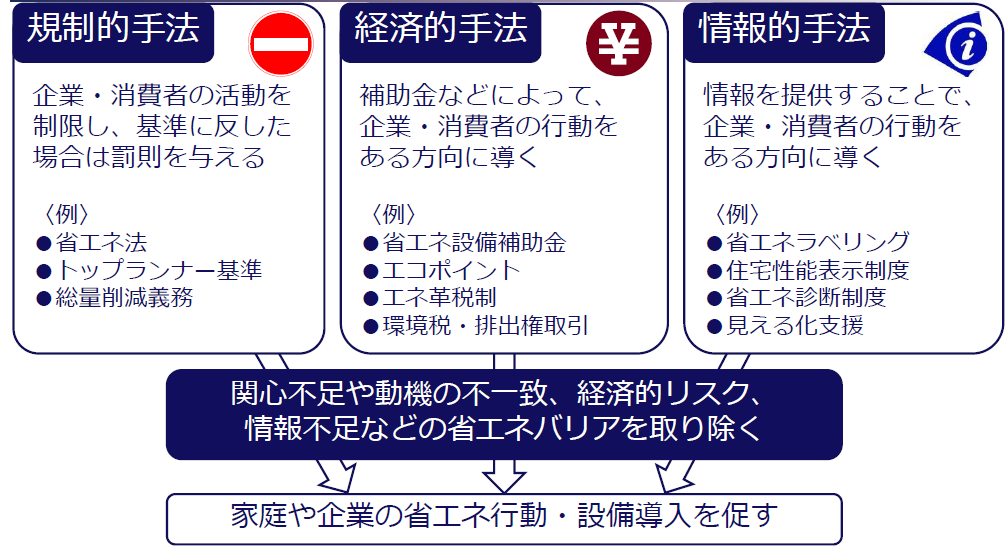 規制的手法
企業・消費者の活動を
制限し、基準に反した
場合は罰則を与える
〈例〉
●省エネ法
●トップランナー基準
●総量削減義務
経済的手法
¥
補助金などによって、
企業・消費者の行動を
ある方向に導く
〈例〉
●省エネ設備補助金
●エコポイント
●エネ革税制
●環境税・排出権取引
情報的手法
i
情報を提供することで、
企業・消費者の行動を
ある方向に導く
〈例〉
●省エネラベリング
●住宅性能表示制度
●省エネ診断制度
●見える化支援
関心不足や動機の不一致、経済的リスク、
情報不足などの省エネバリアを取り除く
家庭や企業の省エネ行動・設備導入を促す